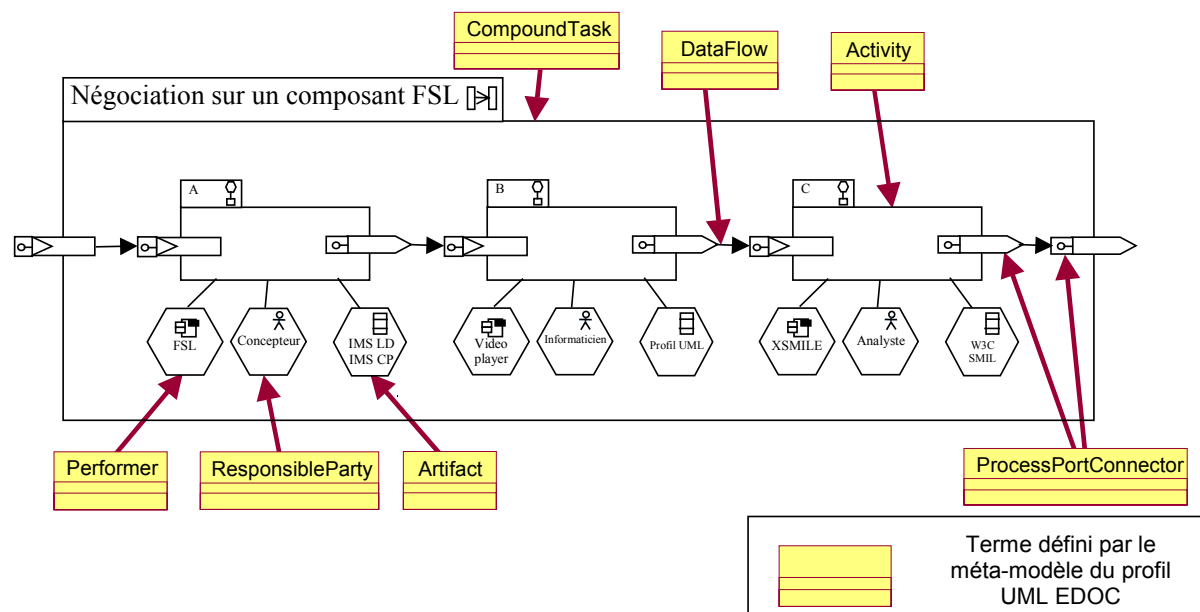 CompoundTask
DataFlow
Activity
Négociation sur un composant FSL
A
B
C
FSL
Concepteur
IMS LD
IMS CP
Video
player
Informaticien
Profil UML
XSMILE
Analyste
W3C
SMIL
Performer
ResponsibleParty
Artifact
ProcessPortConnector
Terme défini par le
méta-modèle du profil
UML EDOC